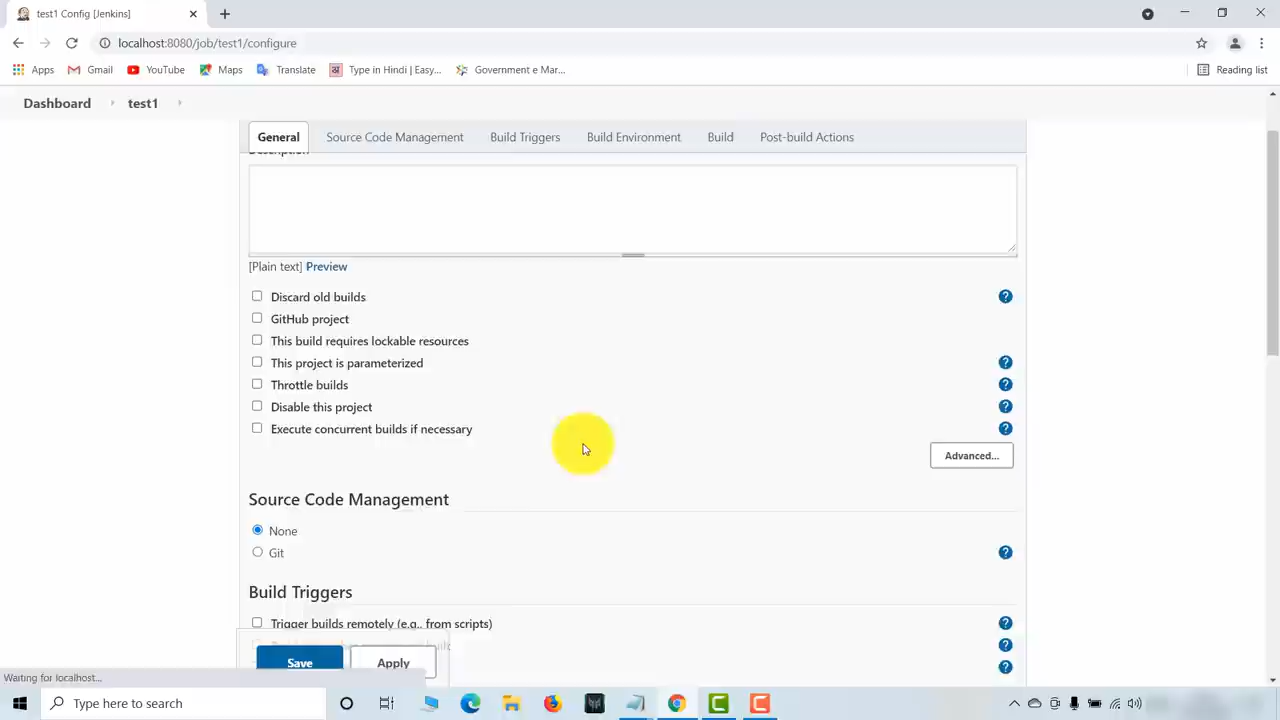 test1 Config [Jenkins]
localhost:8080/job/test1/configure
Apps Gmail YouTube Maps Translate Type in Hindi | Easy... Government e Mar... Reading list
Dashboard test1
General Source Code Management Build Triggers Build Environment Build Post-build Actions
Description
[Plain text] Preview
Discard old builds
GitHub project
This build requires lockable resources
This project is parameterized
Throttle builds
Disable this project
Execute concurrent builds if necessary
Advanced...
Source Code Management
None
Git
Build Triggers
Trigger builds remotely (e.g., from scripts)
Save Apply
Waiting for localhost...
Type here to search